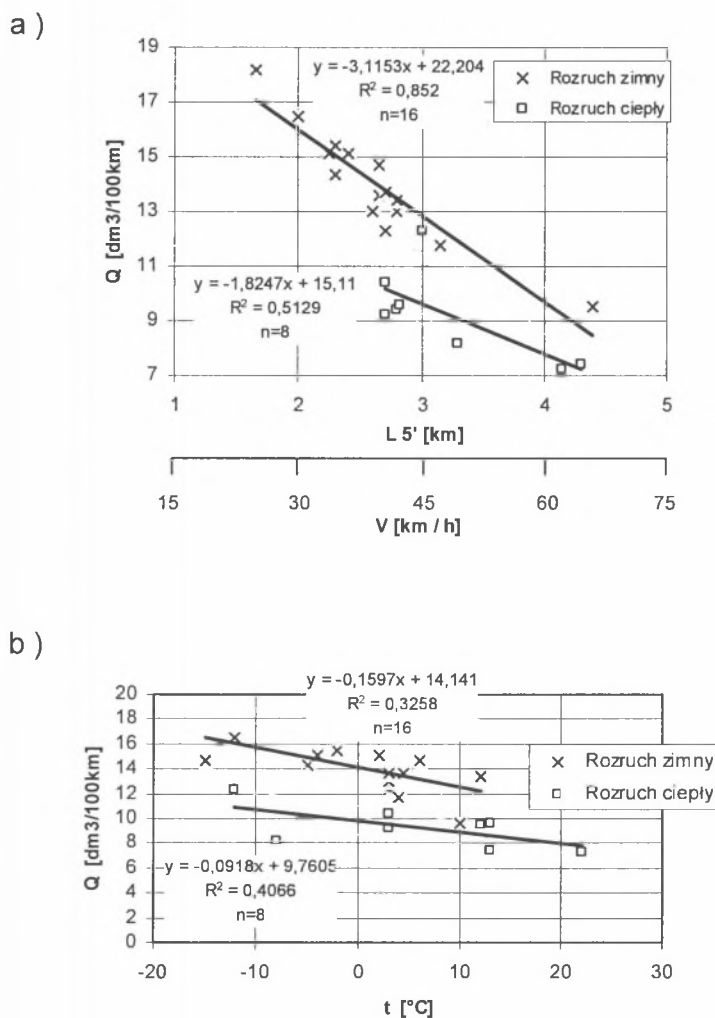 a )
19
17
15
13
11
9
7
Q [dm3/100km]
y = -3,1153x + 22,204
R² = 0,852
n=16
× Rozruch zimny
□ Rozruch ciepły
y = -1,8247x + 15,11
R² = 0,5129
n=8
1 2 3 4 5
L 5' [km]
15 30 45 60 75
V [km / h]
b )
y = -0,1597x + 14,141
R² = 0,3258
n=16
20
18
16
14
12
10
8
6
4
2
0
Q [dm3/100km]
× Rozruch zimny
□ Rozruch ciepły
y = -0,0918x + 9,7605
R² = 0,4066
n=8
-20 -10 0 10 20 30
t [°C]